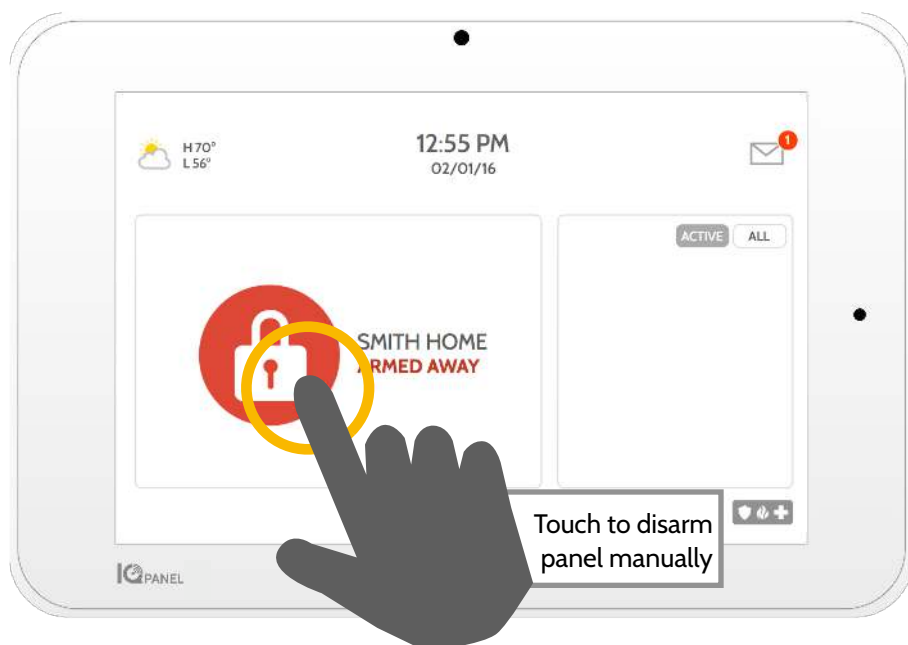 H 70°
L 56°
12:55 PM
02/01/16
1
ACTIVE
ALL
SMITH HOME
ARMED AWAY
Touch to disarm
panel manually
IQ PANEL